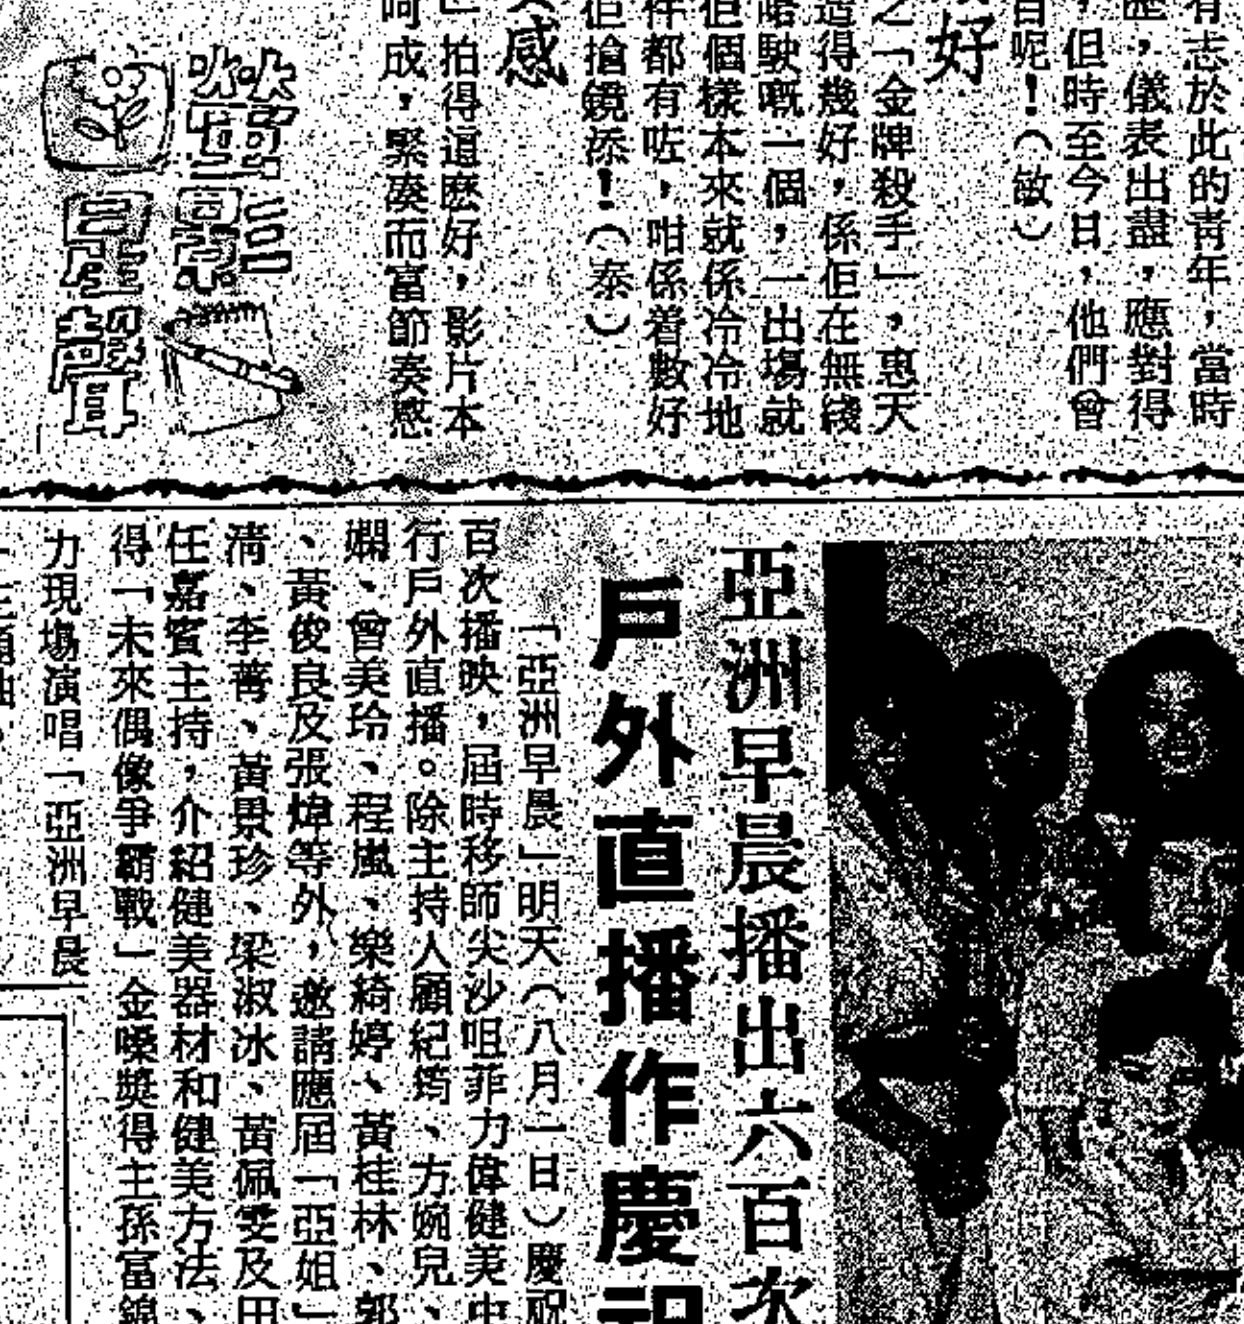 有志於此的青年，當時
歷，儀表出盡，應對得
，但時至今日，他們曾
百呢！（敏）
好
之「金牌殺手」，惠天
造得幾好，係佢在無綫
唔駛嘅一個，一出場就
佢個樣本來就係冷冷地
件都有咗，咁係着數好
佢搶鏡添！（泰）
感
」拍得這麼好，影片本
呵成，緊湊而富節奏感
螢影星聲
亞洲早晨播出六百次
戶外直播作慶祝
「亞洲早晨」明天（八月一日）慶祝
百次播映，屆時移師尖沙咀菲力偉健美中
行戶外直播。除主持人顧紀筠、方婉兒、
嫻、曾美玲、程嵐、樂綺婷、黃桂林、郭
、黃俊良及張煒等外，邀請應屆「亞姐」
清、李菁、黃景珍、梁淑冰、黃佩雯及田
任嘉賓主持，介紹健美器材和健美方法、
得「未來偶像爭霸戰」金嗓獎得主孫富錦
力現場演唱「亞洲早晨